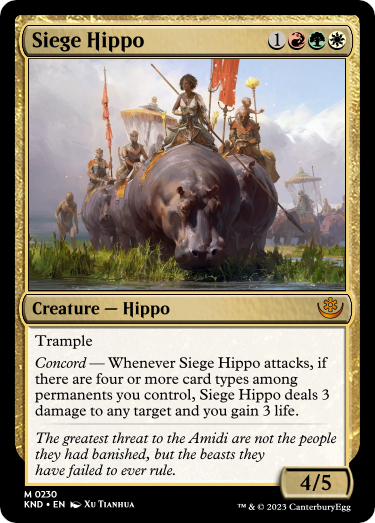 Siege Hippo 1
Creature — Hippo
Trample
Concord — Whenever Siege Hippo attacks, if
there are four or more card types among
permanents you control, Siege Hippo deals 3
damage to any target and you gain 3 life.
The greatest threat to the Amidi are not the people
they had banished, but the beasts they
have failed to ever rule.
4/5
M 0230
KND • EN Xu Tianhua
™ & © 2023 CanterburyEgg